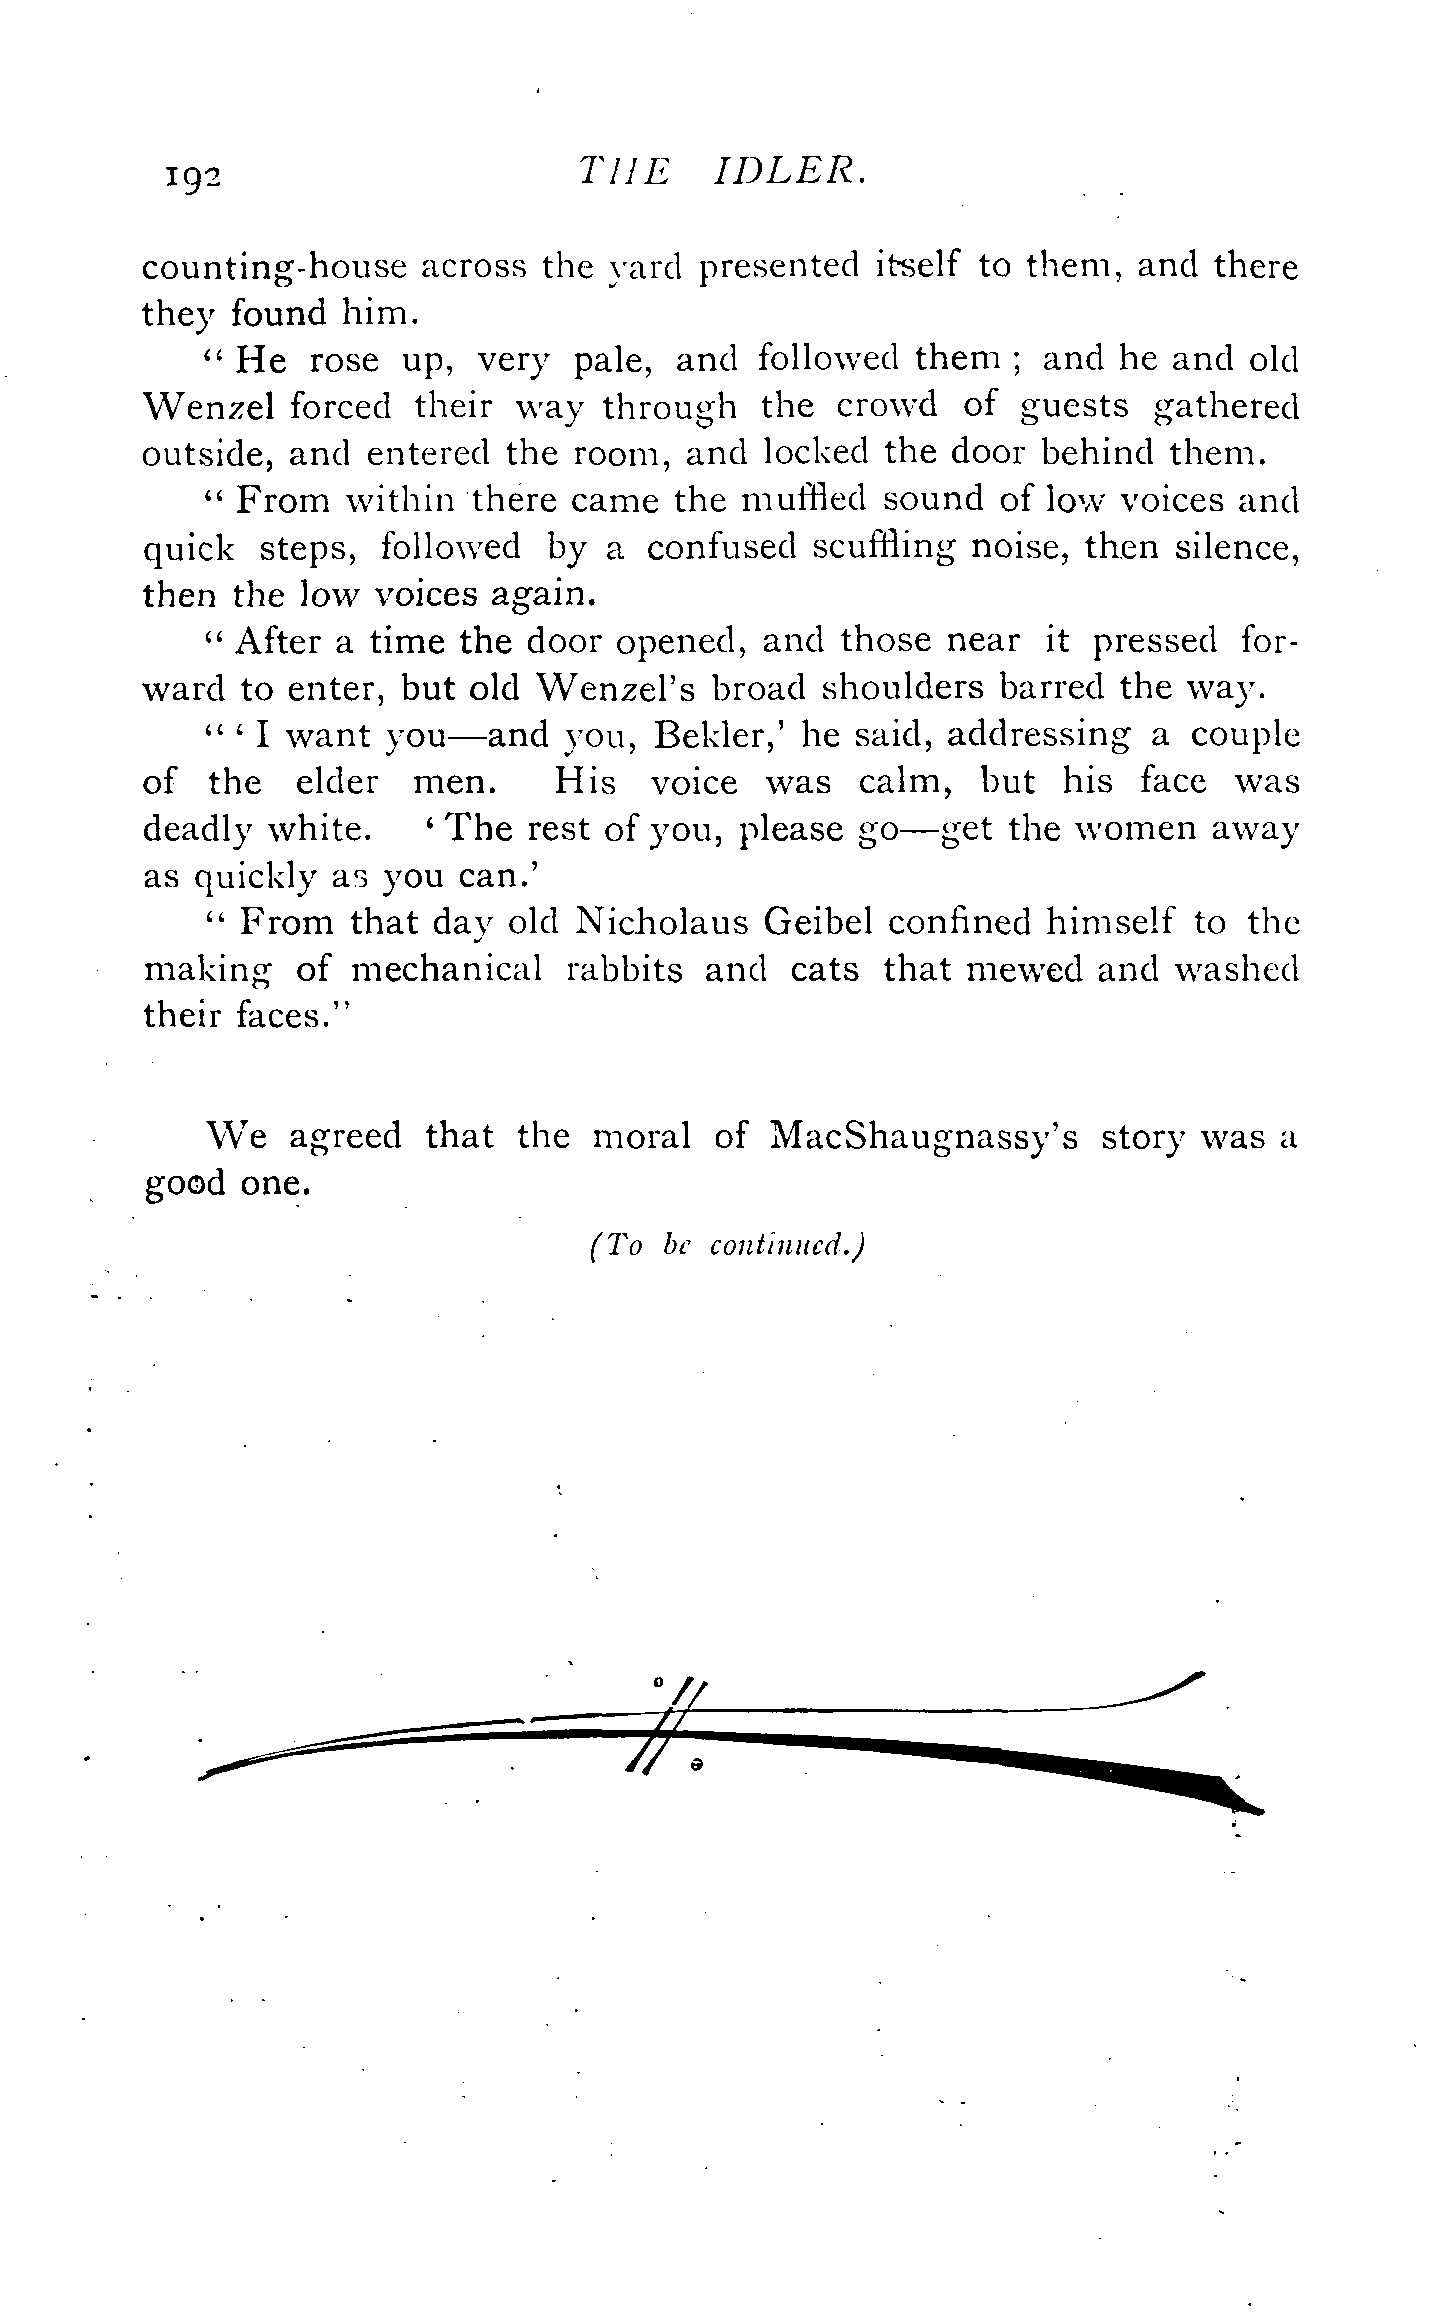 192 THE IDLER.
counting-house across the yard presented itself to them, and there
they found him.
“ He rose up, very pale, and followed them ; and he and old
Wenzel forced their way through the crowd of guests gathered
outside, and entered the room, and locked the door behind them.
“ From within there came the muffled sound of low voices and
quick steps, followed by a confused scuffling noise, then silence,
then the low voices again.
“ After a time the door opened, and those near it pressed for-
ward to enter, but old Wenzel’s broad shoulders barred the way.
“ ‘ I want you—and you, Bekler,’ he said, addressing a couple
of the elder men. His voice was calm, but his face was
deadly white. ‘ The rest of you, please go—get the women away
as quickly as you can.’
“ From that day old Nicholaus Geibel confined himself to the
making of mechanical rabbits and cats that mewed and washed
their faces.”
We agreed that the moral of MacShaugnassy’s story was a
good one.
(To be continued.)